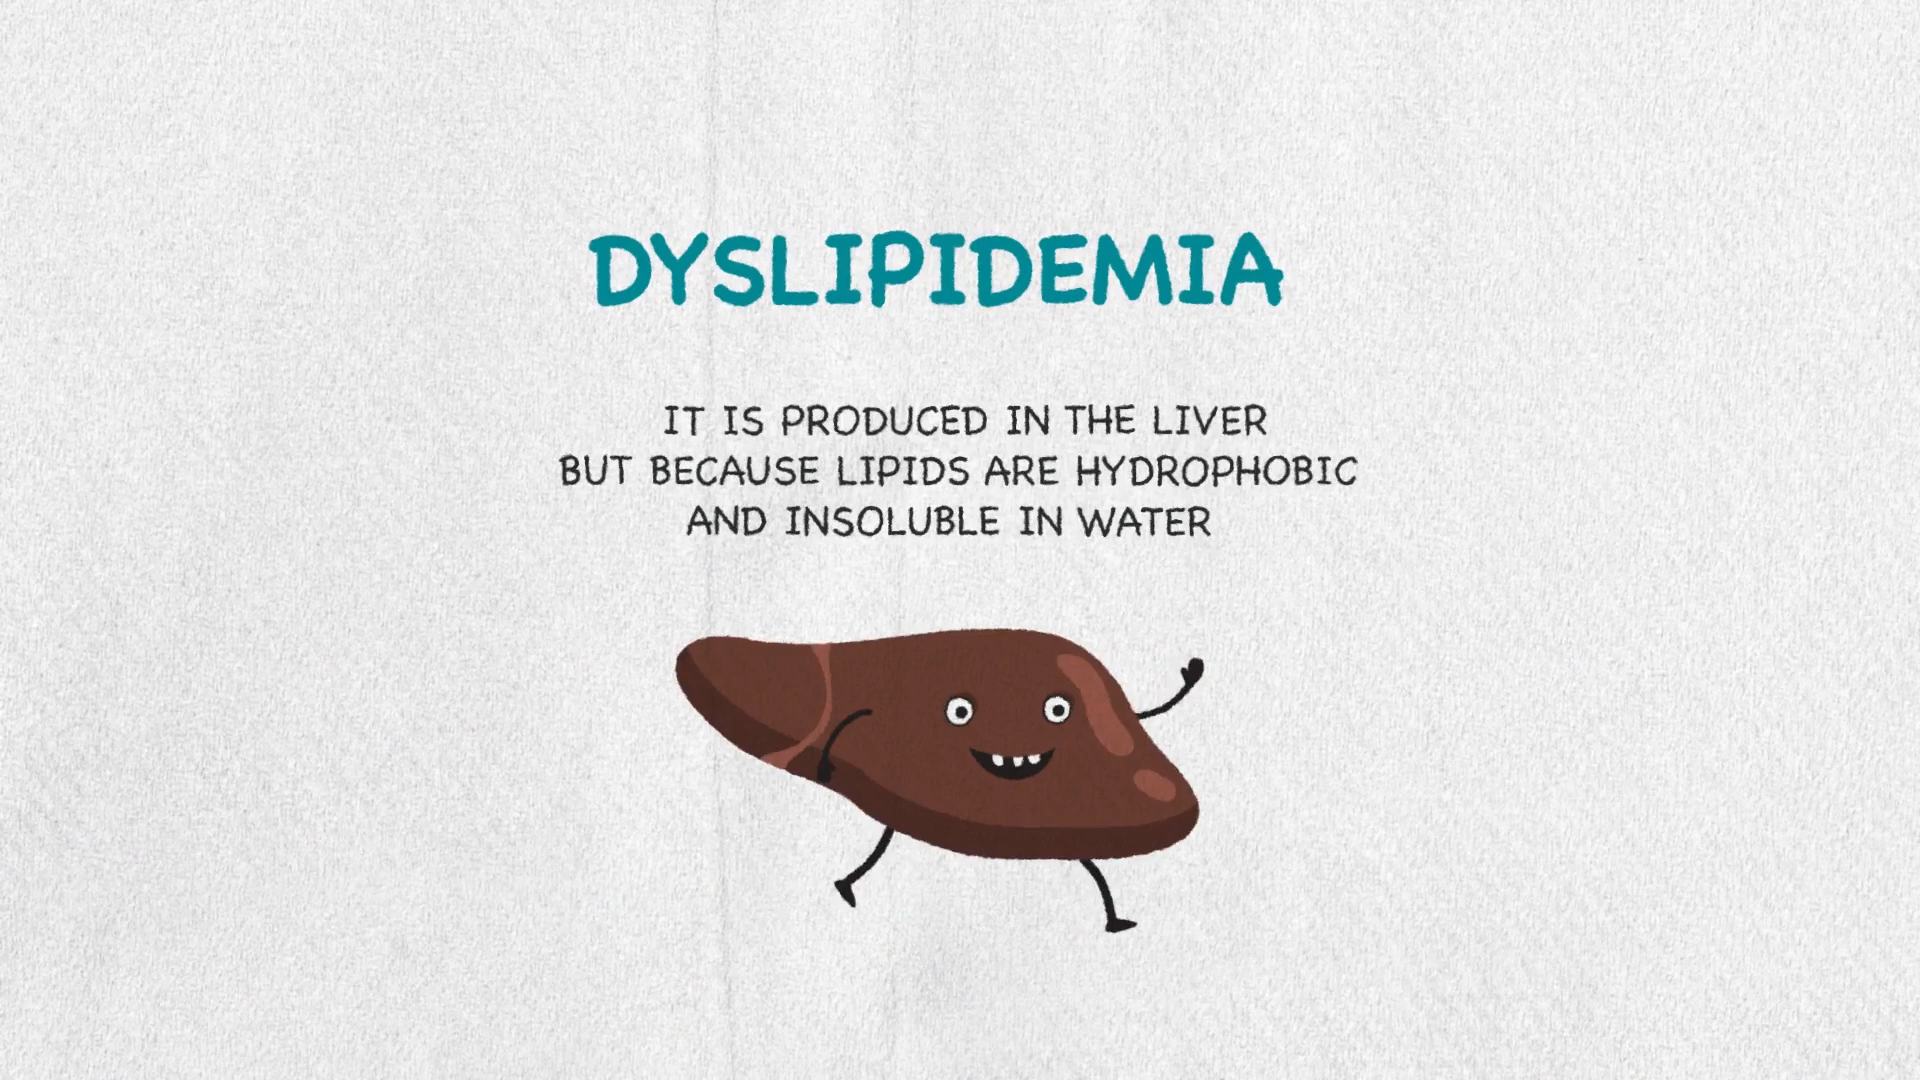 DYSLIPIDEMIA
IT IS PRODUCED IN THE LIVER
BUT BECAUSE LIPIDS ARE HYDROPHOBIC
AND INSOLUBLE IN WATER